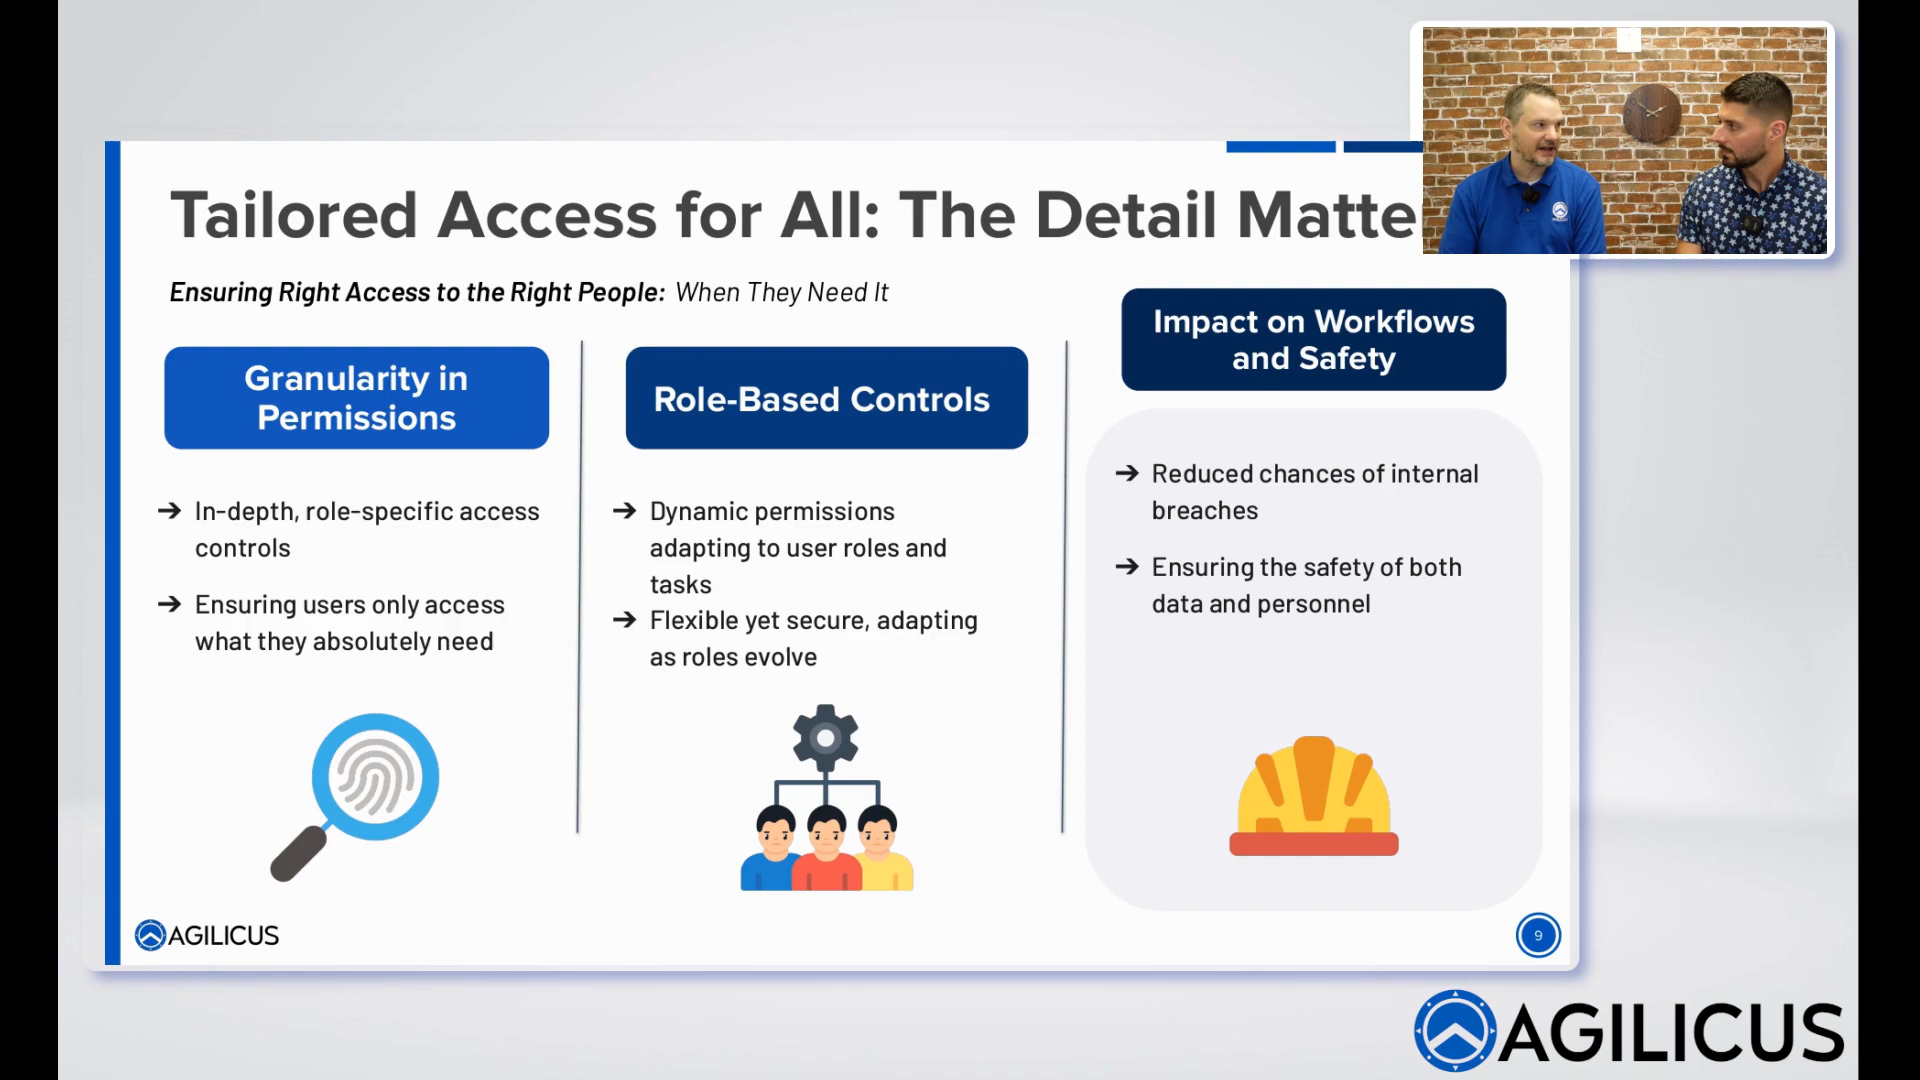 Tailored Access for All: The Detail Matte
Ensuring Right Access to the Right People: When They Need It
Granularity in
Permissions
➔ In-depth, role-specific access
controls
➔ Ensuring users only access
what they absolutely need
Role-Based Controls
➔ Dynamic permissions
adapting to user roles and
tasks
➔ Flexible yet secure, adapting
as roles evolve
Impact on Workflows
and Safety
➔ Reduced chances of internal
breaches
➔ Ensuring the safety of both
data and personnel
AGILICUS
9
AGILICUS